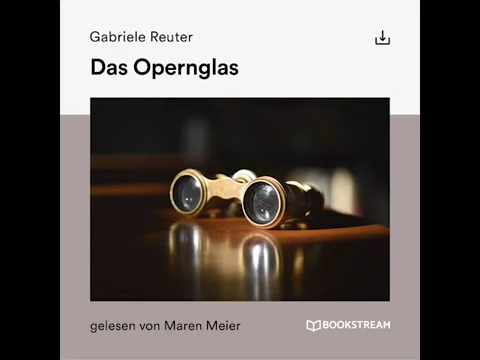 Gabriele Reuter
Das Opernglas
gelesen von Maren Meier
BOOKSTREAM